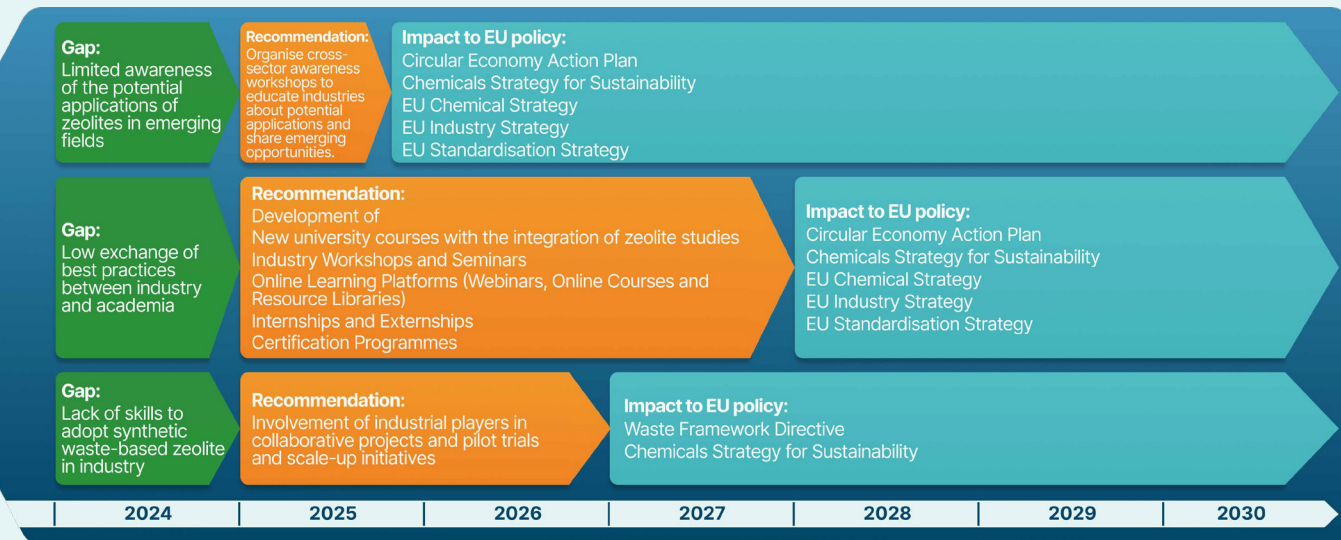 Gap:
Limited awareness
of the potential
applications of
zeolites in emerging
fields
Recommendation:
Organise cross-
sector awareness
workshops to
educate industries
about potential
applications and
share emerging
opportunities.
Impact to EU policy:
Circular Economy Action Plan
Chemicals Strategy for Sustainability
EU Chemical Strategy
EU Industry Strategy
EU Standardisation Strategy
Gap:
Low exchange of
best practices
between industry
and academia
Recommendation:
Development of
New university courses with the integration of zeolite studies
Industry Workshops and Seminars
Online Learning Platforms (Webinars, Online Courses and
Resource Libraries)
Internships and Externships
Certification Programmes
Impact to EU policy:
Circular Economy Action Plan
Chemicals Strategy for Sustainability
EU Chemical Strategy
EU Industry Strategy
EU Standardisation Strategy
Gap:
Lack of skills to
adopt synthetic
waste-based zeolite
in industry
Recommendation:
Involvement of industrial players in
collaborative projects and pilot trials
and scale-up initiatives
Impact to EU policy:
Waste Framework Directive
Chemicals Strategy for Sustainability
2024 2025 2026 2027 2028 2029 2030